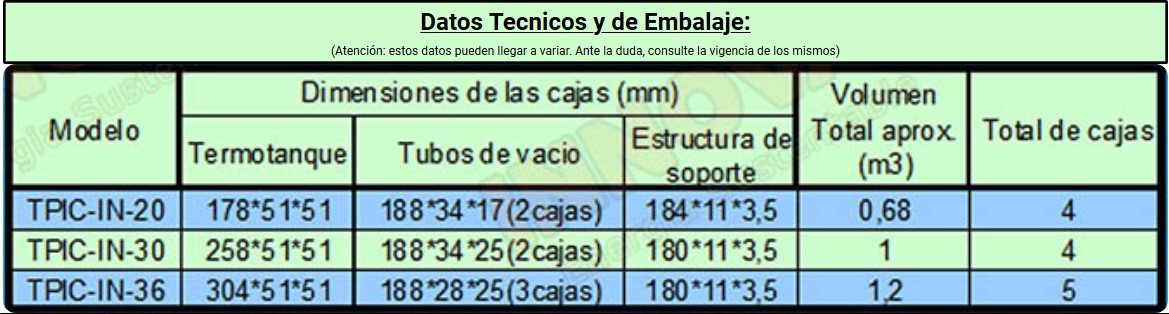 Datos Tecnicos y de Embalaje:
(Atención: estos datos pueden llegar a variar. Ante la duda, consulte la vigencia de los mismos)
Modelo
Dimensiones de las cajas (mm)
Volumen
Total aprox.
(m3)
Total de cajas
Termotanque
Tubos de vacio
Estructura de
soporte
TPIC-IN-20 178*51*51 188*34*17(2cajas) 184*11*3,5 0,68 4
TPIC-IN-30 258*51*51 188*34*25(2cajas) 180*11*3,5 1 4
TPIC-IN-36 304*51*51 188*28*25(3cajas) 180*11*3,5 1,2 5